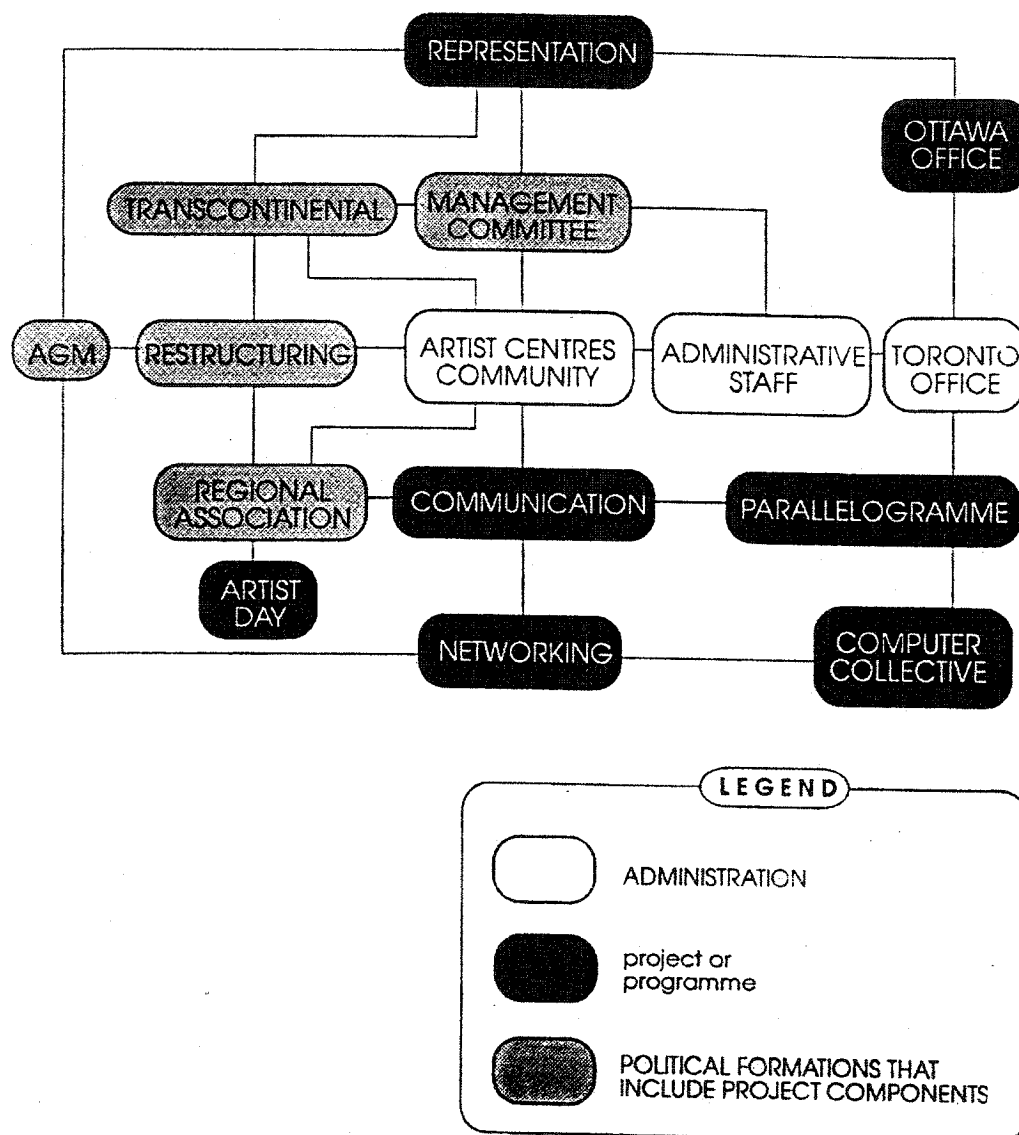 REPRESENTATION
OTTAWA
OFFICE
TRANSCONTINENTAL
MANAGEMENT
COMMITTEE
AGM
RESTRUCTURING
ARTIST CENTRES
COMMUNITY
ADMINISTRATIVE
STAFF
TORONTO
OFFICE
REGIONAL
ASSOCIATION
COMMUNICATION
PARALLELOGRAMME
ARTIST
DAY
NETWORKING
COMPUTER
COLLECTIVE
LEGEND
ADMINISTRATION
project or
programme
POLITICAL FORMATIONS THAT
INCLUDE PROJECT COMPONENTS